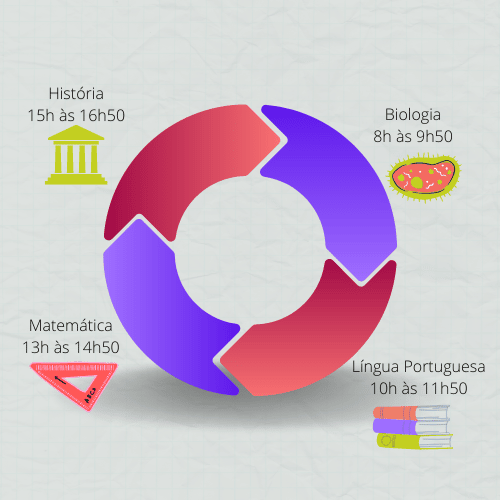 História
15h às 16h50
Biologia
8h às 9h50
Matemática
13h às 14h50
Língua Portuguesa
10h às 11h50